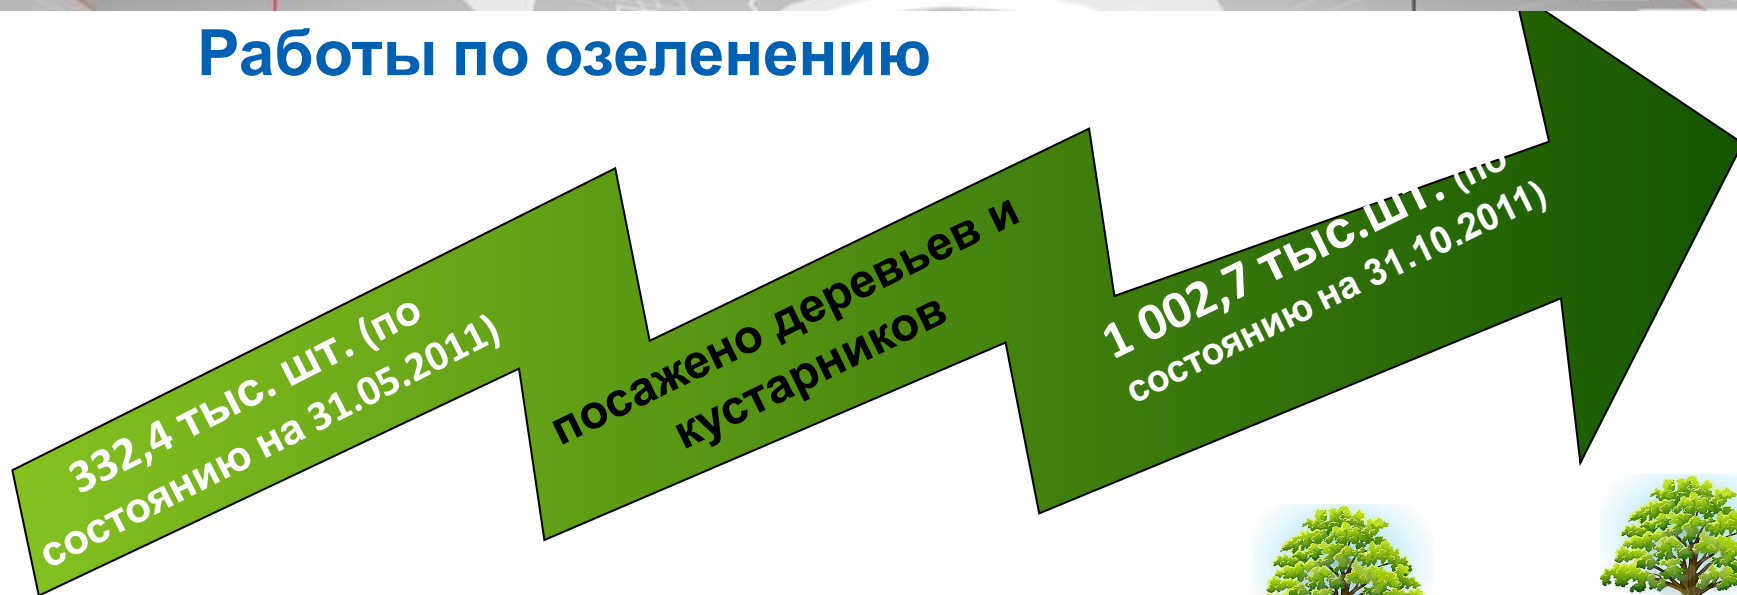 Работы по озеленению
332,4 тыс. шт. (по
состоянию на 31.05.2011)
посажено деревьев и
кустарников
1 002,7 тыс.шт. (по
состоянию на 31.10.2011)